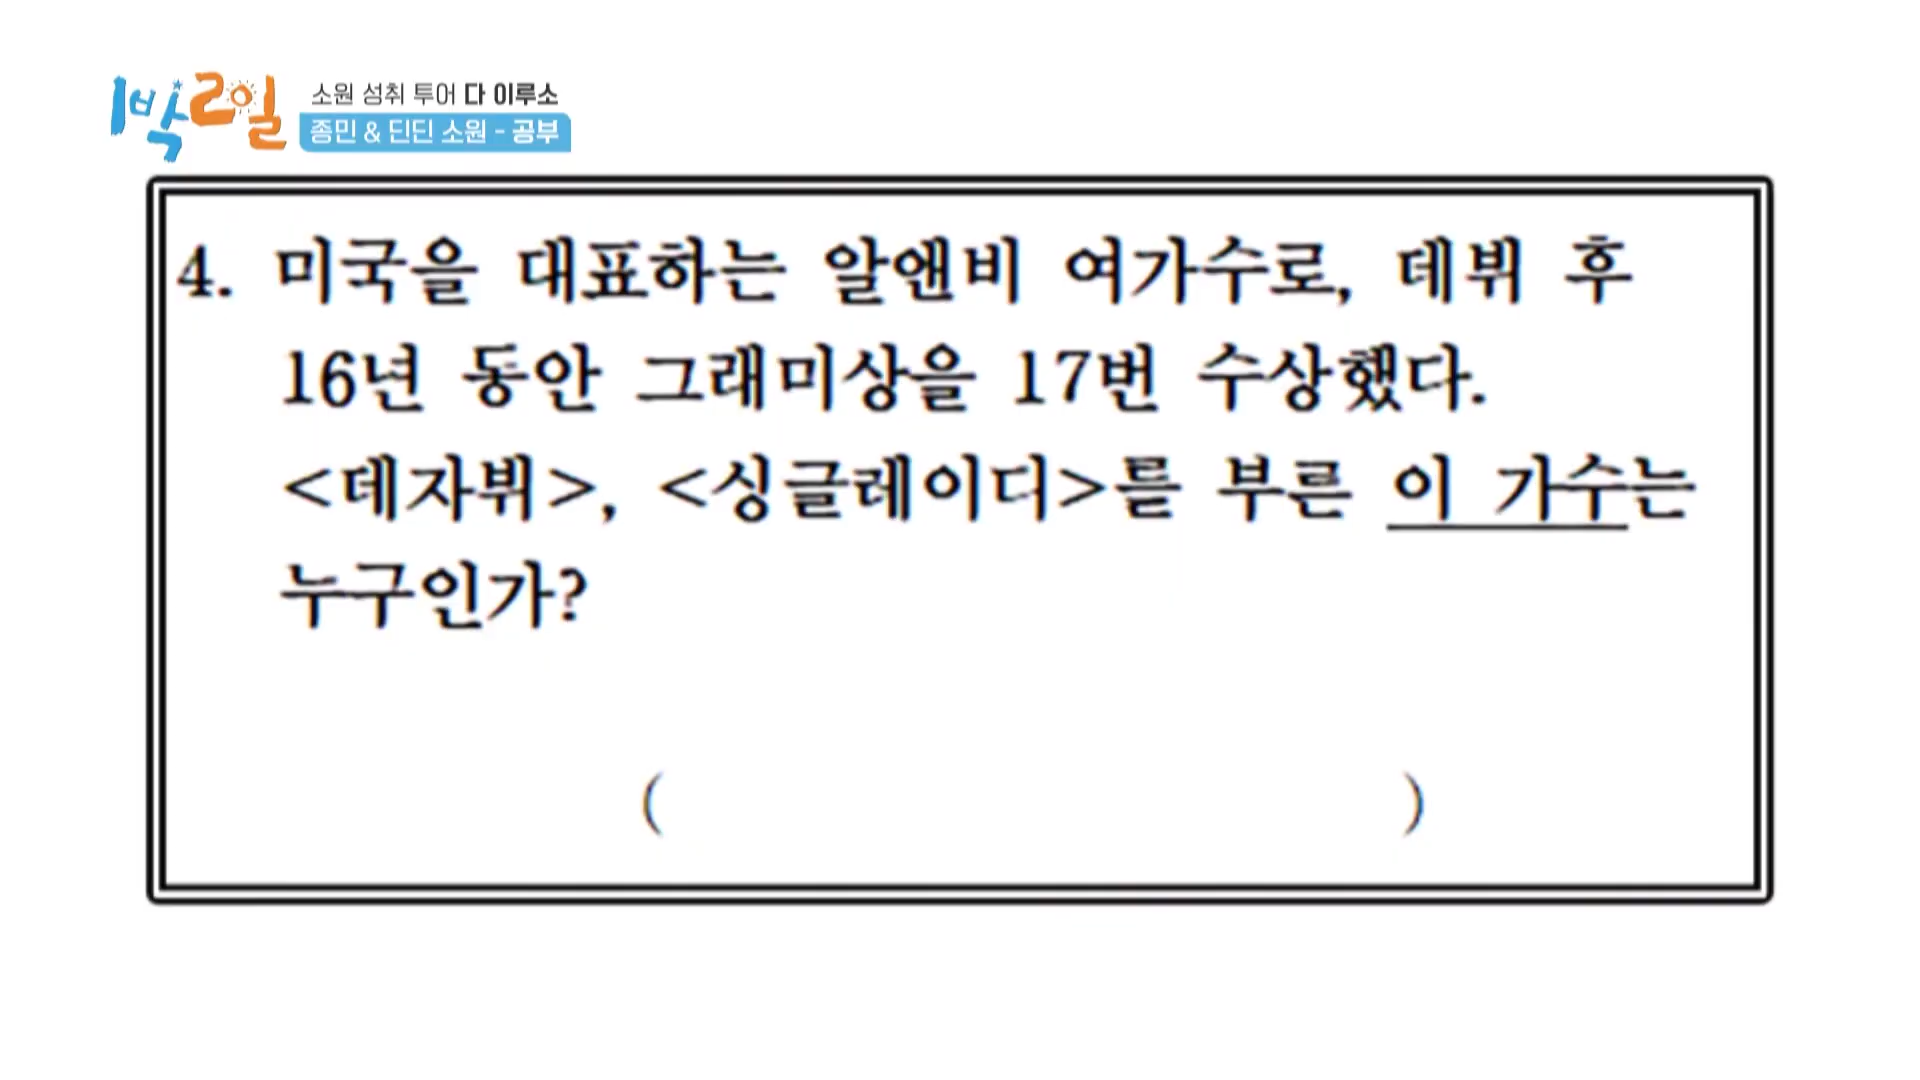 1박2일
소원 성취 투어 다 이루소
종민 & 딘딘 소원 - 공부
4. 미국을 대표하는 알앤비 여가수로, 데뷔 후
16년 동안 그래미상을 17번 수상했다.
<데자뷔>, <싱글레이디>를 부른 이 가수는
누구인가?
( )